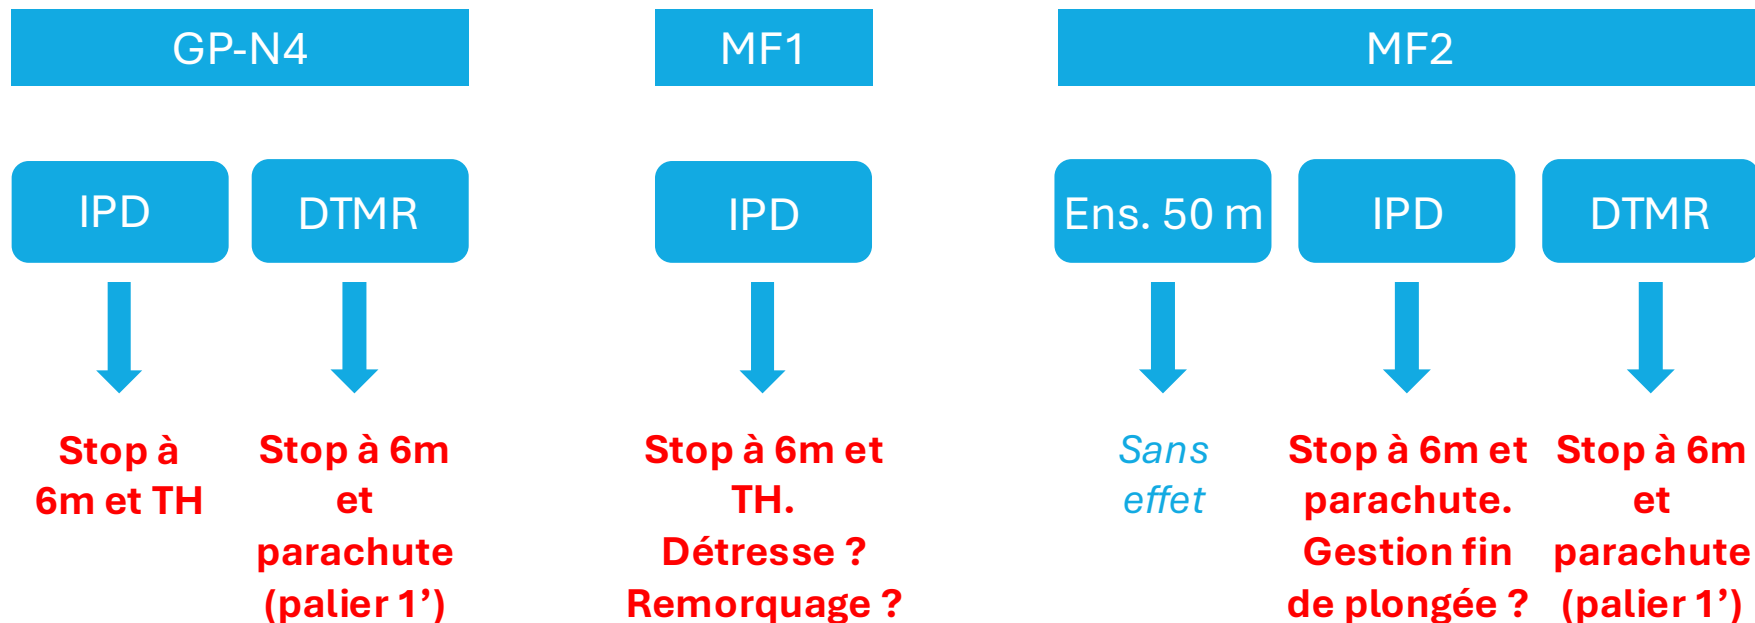 GP-N4
MF1
MF2
IPD
DTMR
IPD
Ens. 50 m
IPD
DTMR
Stop à
6m et TH
Stop à 6m
et
parachute
(palier 1’)
Stop à 6m et
TH.
Détresse ?
Remorquage ?
Sans
effet
Stop à 6m et
parachute.
Gestion fin
de plongée ?
Stop à 6m
et
parachute
(palier 1’)